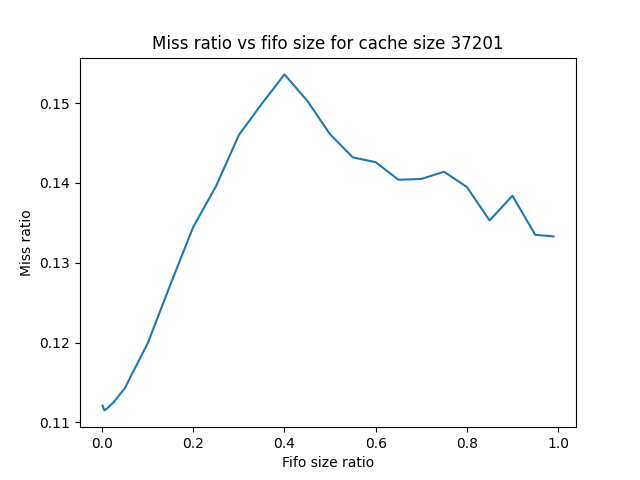 Miss ratio vs fifo size for cache size 37201
0.15
0.14
0.13
0.12
0.11
Miss ratio
0.0 0.2 0.4 0.6 0.8 1.0
Fifo size ratio